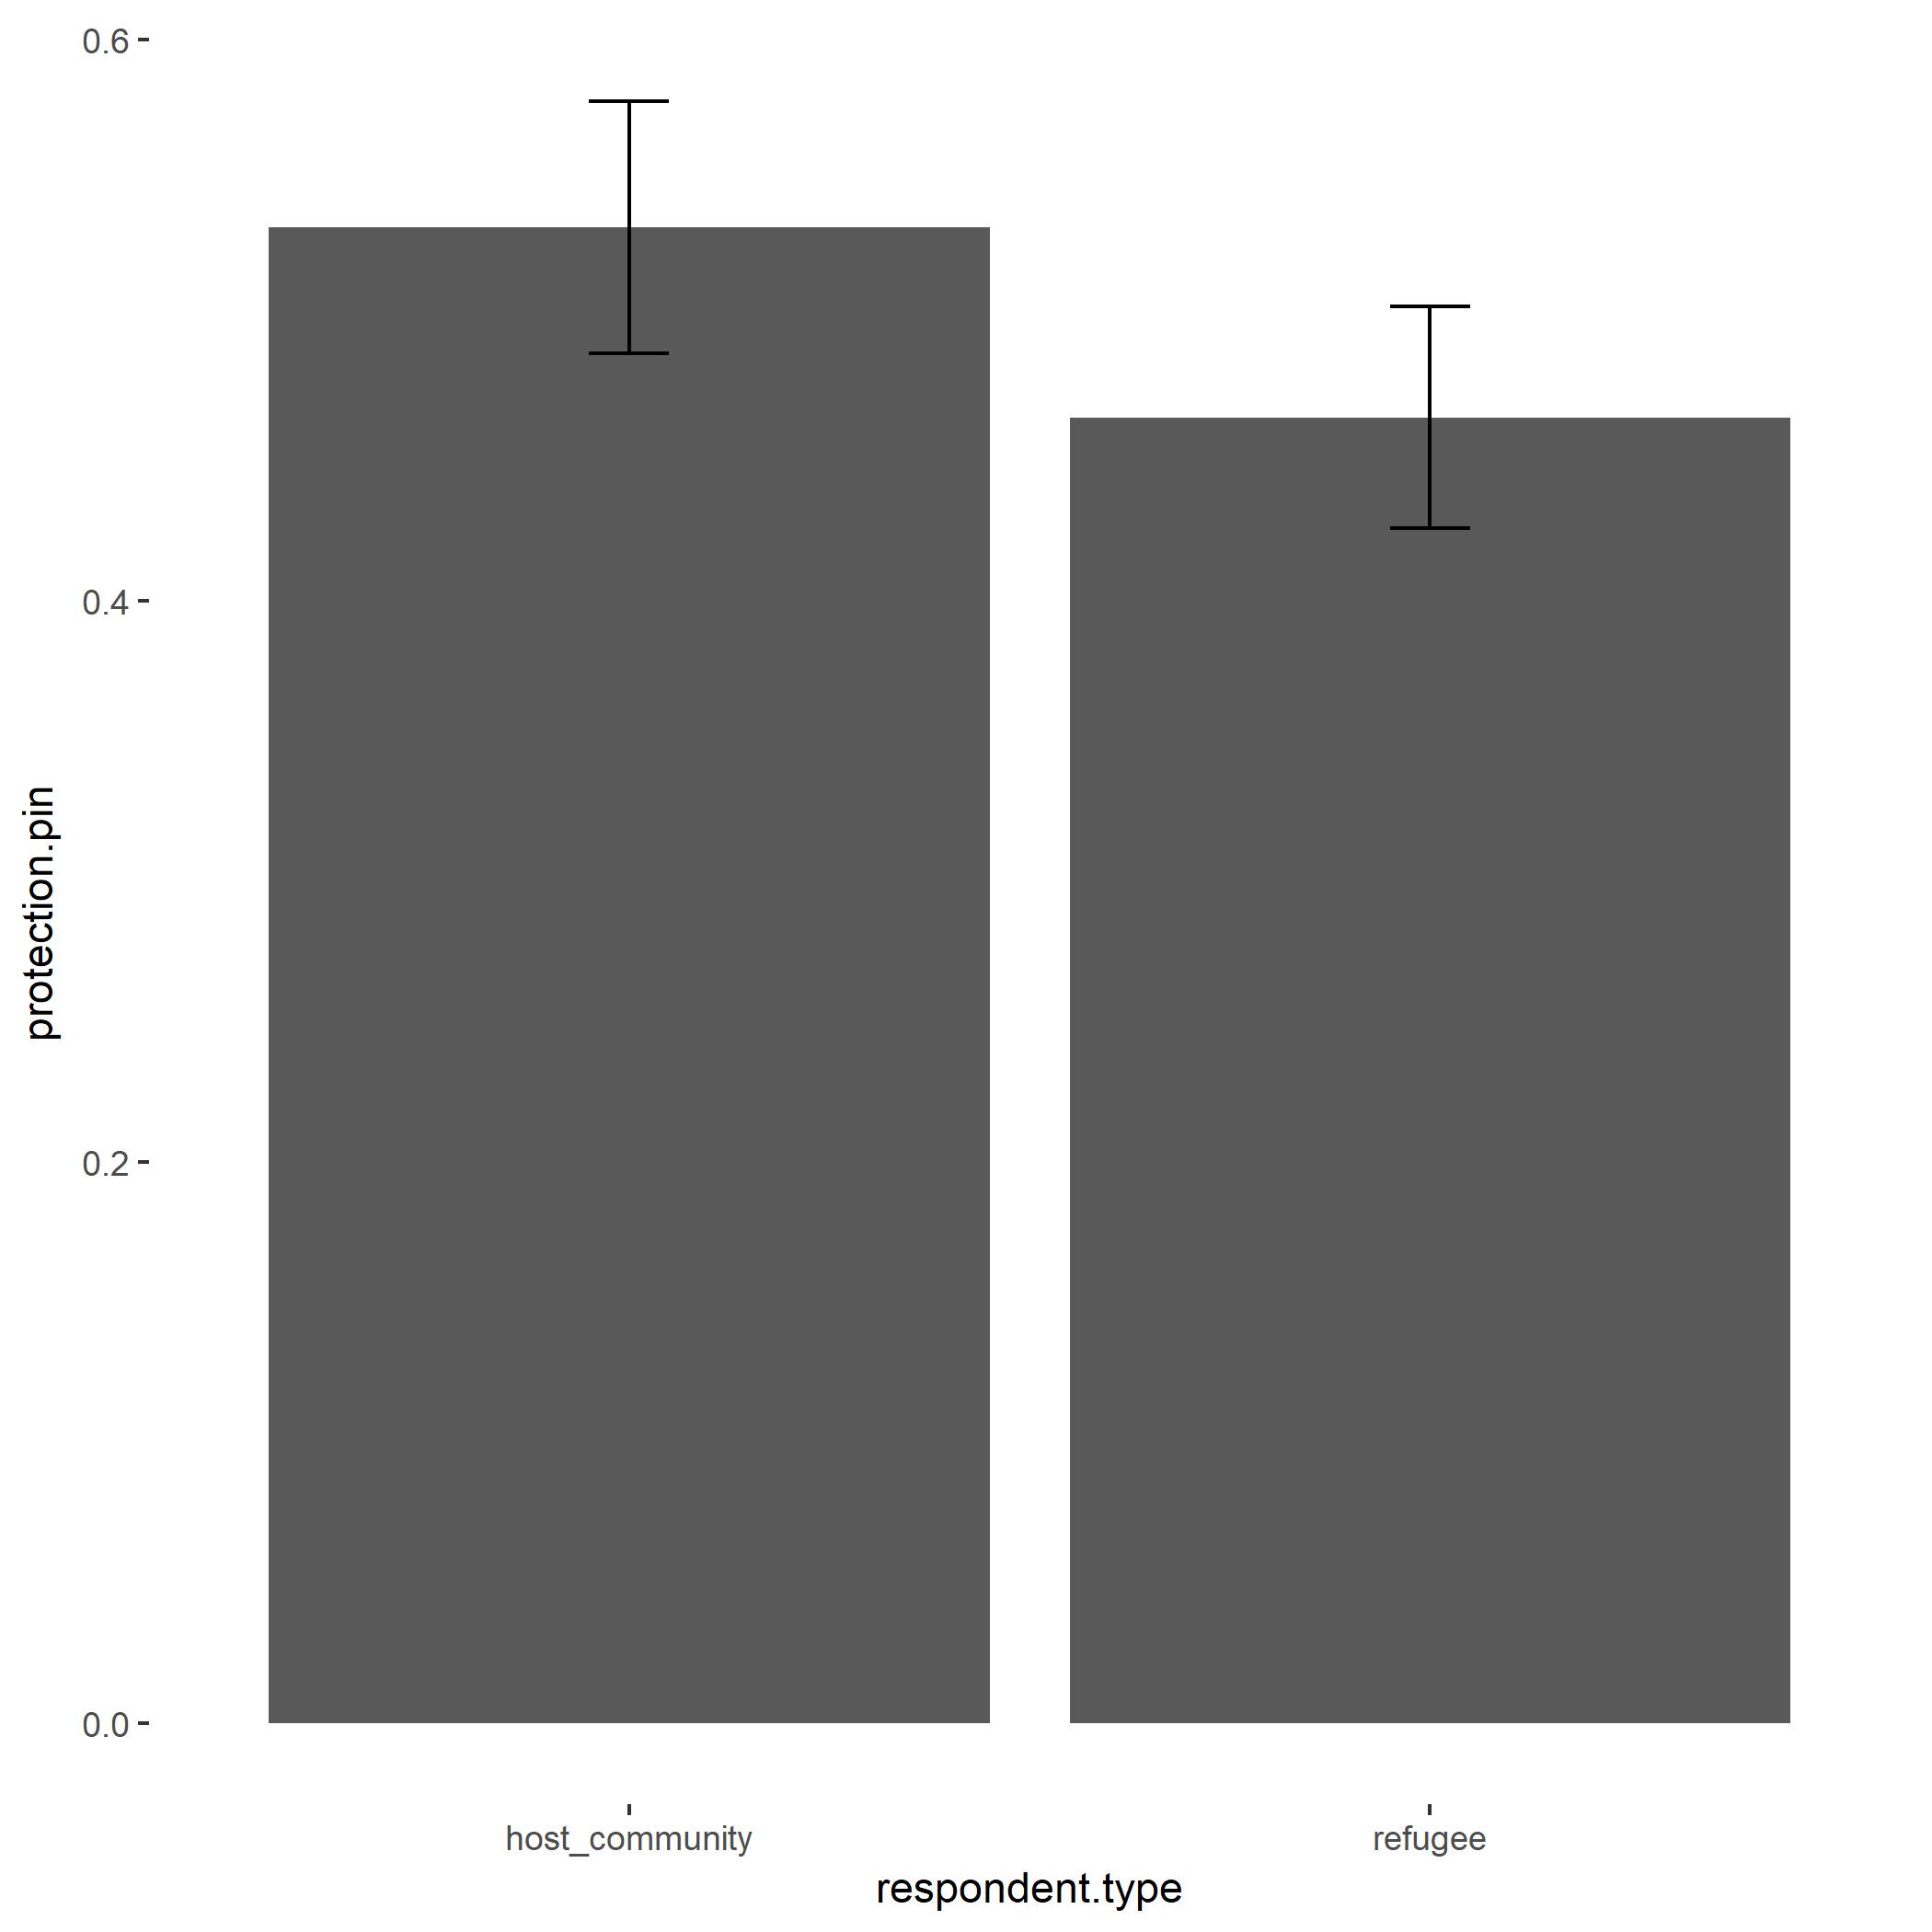 0.6
0.4
0.2
0.0
protection.pin
host_community
refugee
respondent.type